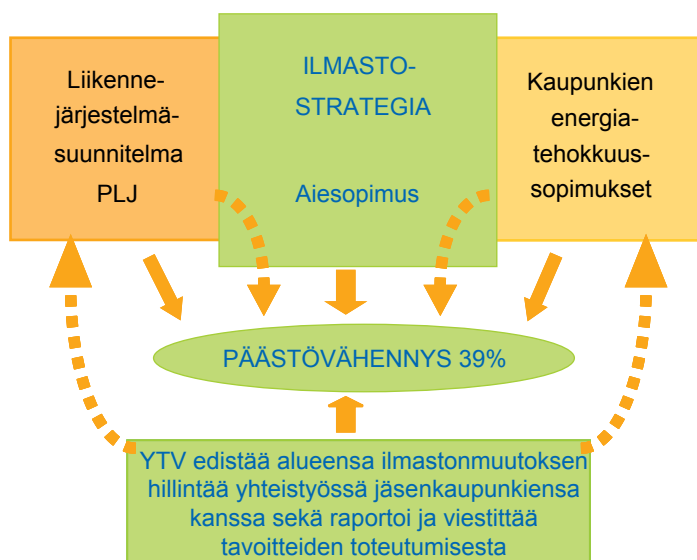 Liikenne-
järjestelmä-
suunnitelma
PLJ
ILMASTO-
STRATEGIA
Aiesopimus
Kaupunkien
energia-
tehokkuus-
sopimukset
PÄÄSTÖVÄHENNYS 39%
YTV edistää alueensa ilmastonmuutoksen
hillintää yhteistyössä jäsenkaupunkiensa
kanssa sekä raportoi ja viestittää
tavoitteiden toteutumisesta